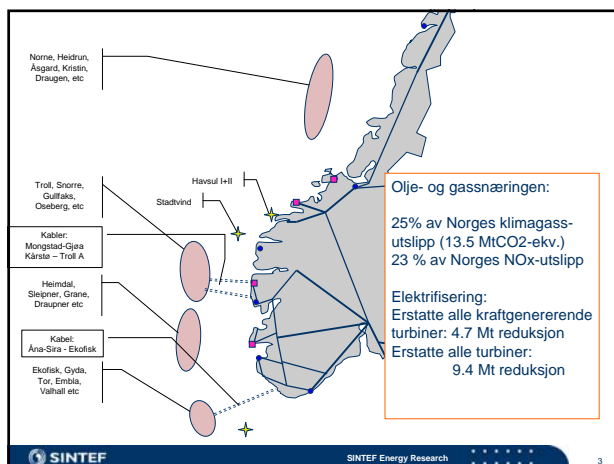 Norne, Heidrun,
Åsgard, Kristin,
Draugen, etc
Havsul I+II
Stadtvind
Troll, Snorre,
Gullfaks,
Oseberg, etc
Kabler:
Mongstad-Gjøa
Kårstø – Troll A
Heimdal,
Sleipner, Grane,
Draupner etc
Kabel:
Åna-Sira - Ekofisk
Ekofisk, Gyda,
Tor, Embla,
Valhall etc
Olje- og gassnæringen:
25% av Norges klimagass-
utslipp (13.5 MtCO2-ekv.)
23 % av Norges NOx-utslipp
Elektrifisering:
Erstatte alle kraftgenererende
turbiner: 4.7 Mt reduksjon
Erstatte alle turbiner:
9.4 Mt reduksjon
SINTEF
SINTEF Energy Research
3